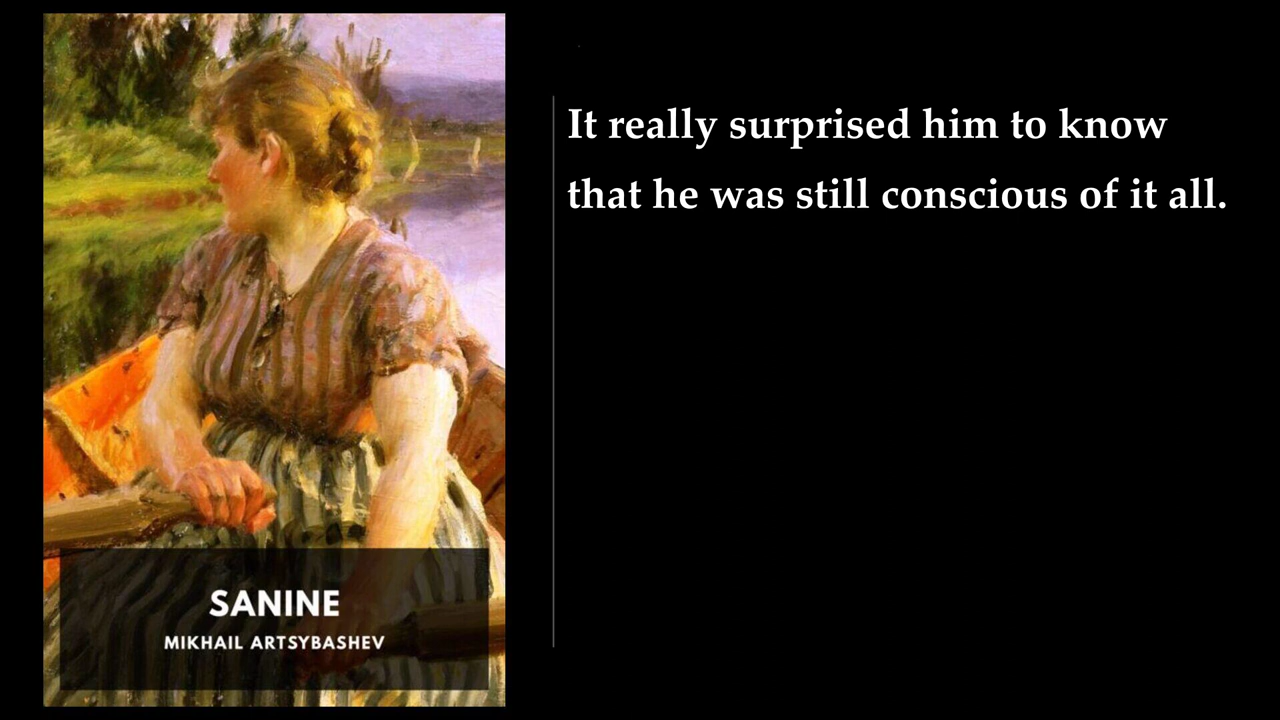 It really surprised him to know
that he was still conscious of it all.
SANINE
MIKHAIL ARTSYBASHEV